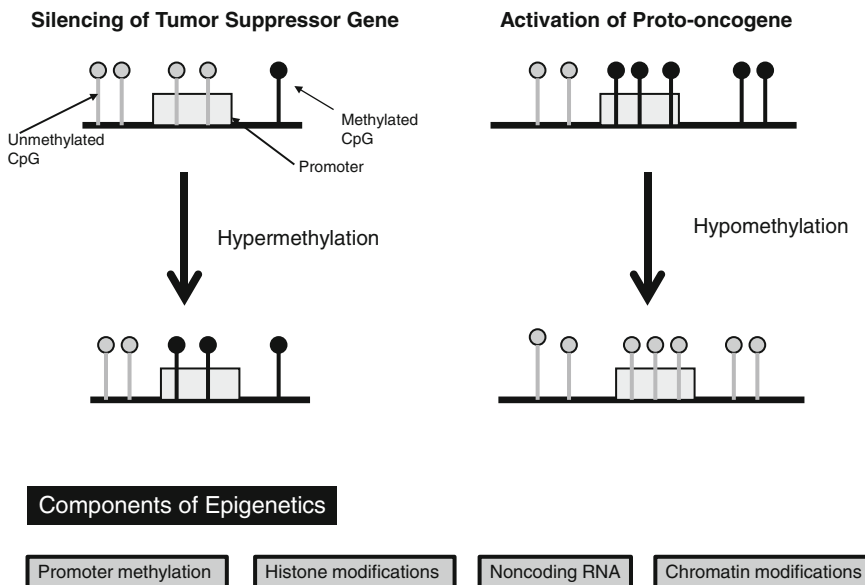 Silencing of Tumor Suppressor Gene
Activation of Proto-oncogene
Unmethylated
CpG
Methylated
CpG
Promoter
Hypermethylation
Hypomethylation
Components of Epigenetics
Promoter methylation
Histone modifications
Noncoding RNA
Chromatin modifications